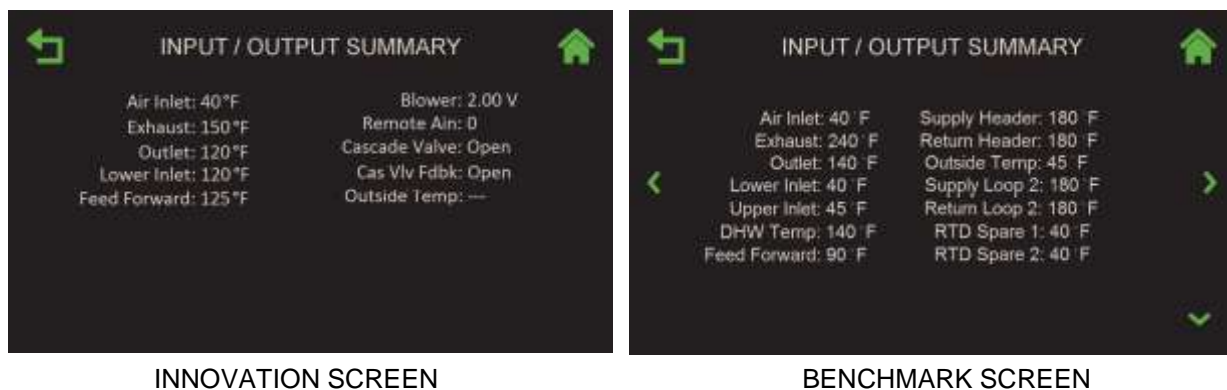 INPUT / OUTPUT SUMMARY
Air Inlet: 40°F
Exhaust: 150°F
Outlet: 120°F
Lower Inlet: 120°F
Feed Forward: 125°F
Blower: 2.00 V
Remote Ain: 0
Cascade Valve: Open
Cas Vlv Fdbk: Open
Outside Temp: ---
INNOVATION SCREEN
INPUT / OUTPUT SUMMARY
Air Inlet: 40 °F
Exhaust: 240 °F
Outlet: 140 °F
Lower Inlet: 40 °F
Upper Inlet: 45 °F
DHW Temp: 140 °F
Feed Forward: 90 °F
Supply Header: 180 °F
Return Header: 180 °F
Outside Temp: 45 °F
Supply Loop 2: 180 °F
Return Loop 2: 180 °F
RTD Spare 1: 40 °F
RTD Spare 2: 40 °F
BENCHMARK SCREEN